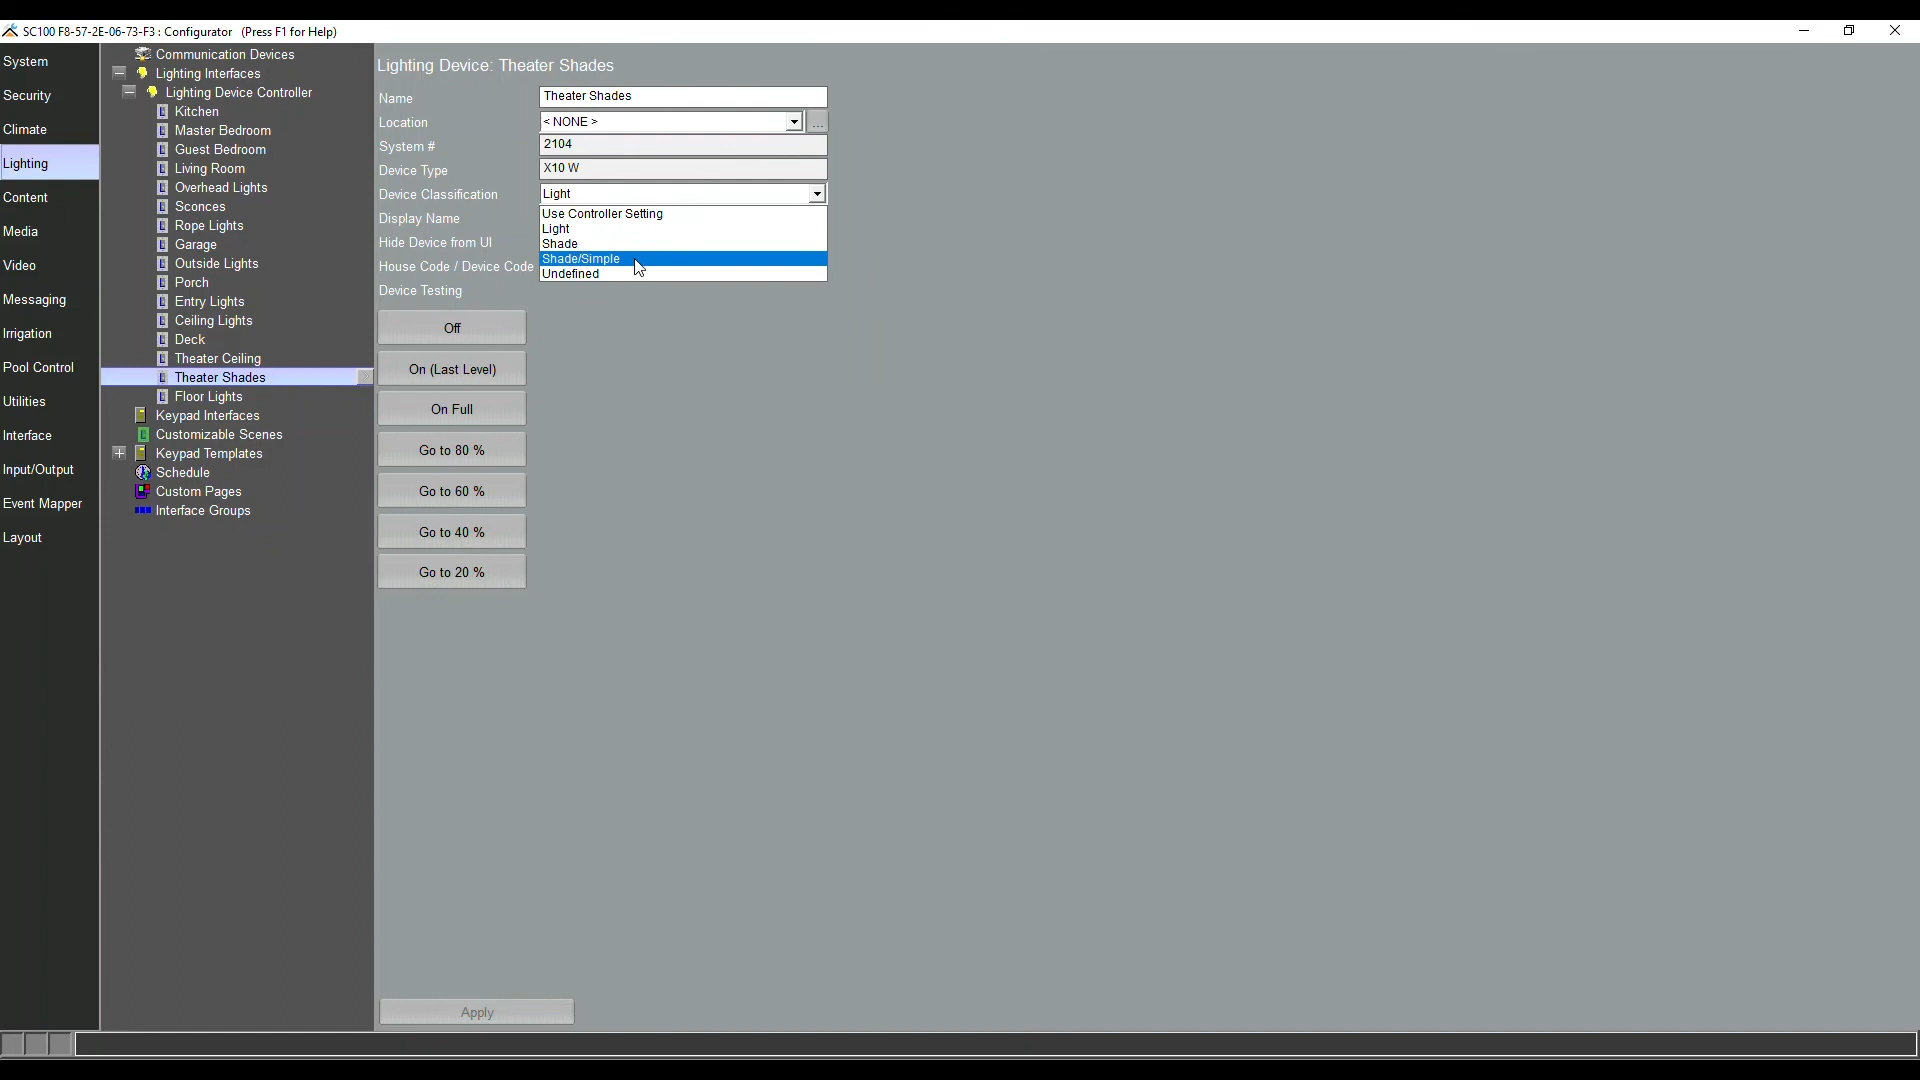 SC100 F8-57-2E-06-73-F3 : Configurator   (Press F1 for Help)
System
Security
Climate
Lighting
Content
Media
Video
Messaging
Irrigation
Pool Control
Utilities
Interface
Input/Output
Event Mapper
Layout
Communication Devices
Lighting Interfaces
Lighting Device Controller
Kitchen
Master Bedroom
Guest Bedroom
Living Room
Overhead Lights
Sconces
Rope Lights
Garage
Outside Lights
Porch
Entry Lights
Ceiling Lights
Deck
Theater Ceiling
Theater Shades
Floor Lights
Keypad Interfaces
Customizable Scenes
Keypad Templates
Schedule
Custom Pages
Interface Groups
Lighting Device: Theater Shades
Name Theater Shades
Location < NONE > ...
System # 2104
Device Type X10 W
Device Classification Light
Display Name
Hide Device from UI
House Code / Device Code
Device Testing
Use Controller Setting
Light
Shade
Shade/Simple
Undefined
Off
On (Last Level)
On Full
Go to 80 %
Go to 60 %
Go to 40 %
Go to 20 %
Apply